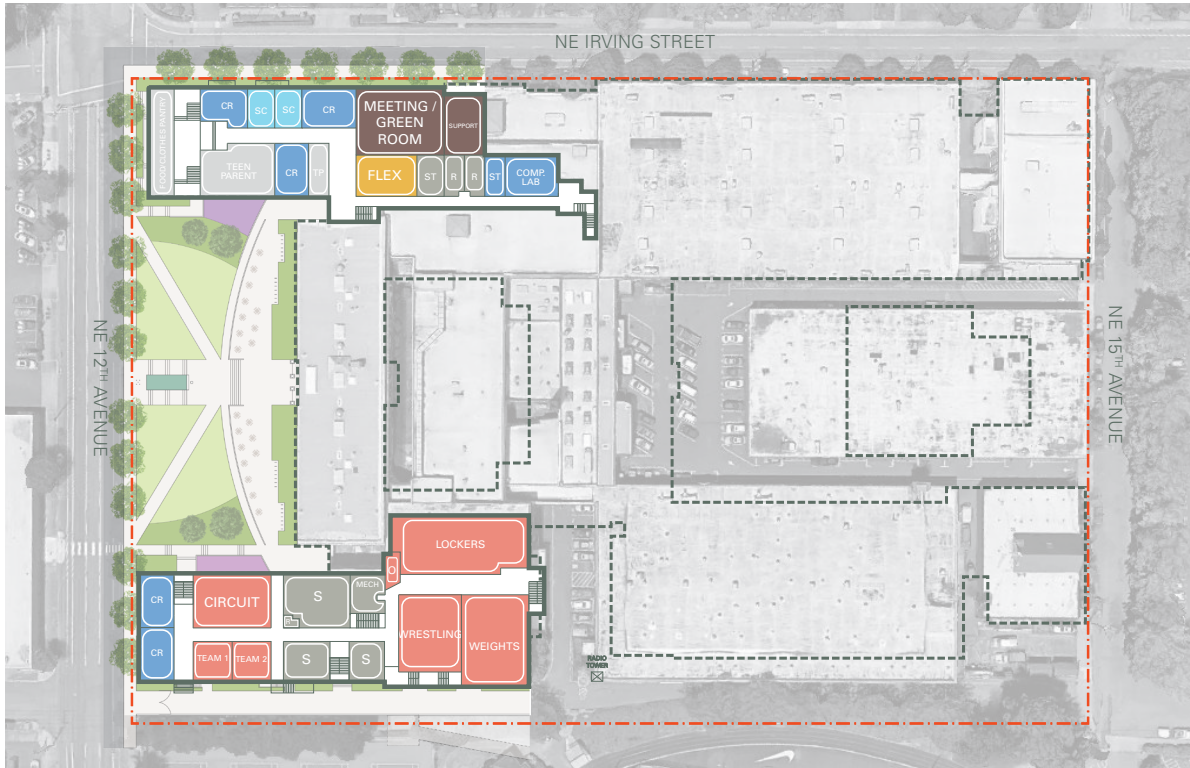 NE IRVING STREET
FOOD/CLOTHES PANTRY
CR
SC
SC
CR
MEETING /
GREEN
ROOM
SUPPORT
TEEN
PARENT
CR
TP
FLEX
ST
R
R
ST
COMP.
LAB
NE 12TH AVENUE
NE 15TH AVENUE
LOCKERS
O
CR
CIRCUIT
S
MECH
WRESTLING
WEIGHTS
CR
TEAM 1
TEAM 2
S
S
RADIO
TOWER